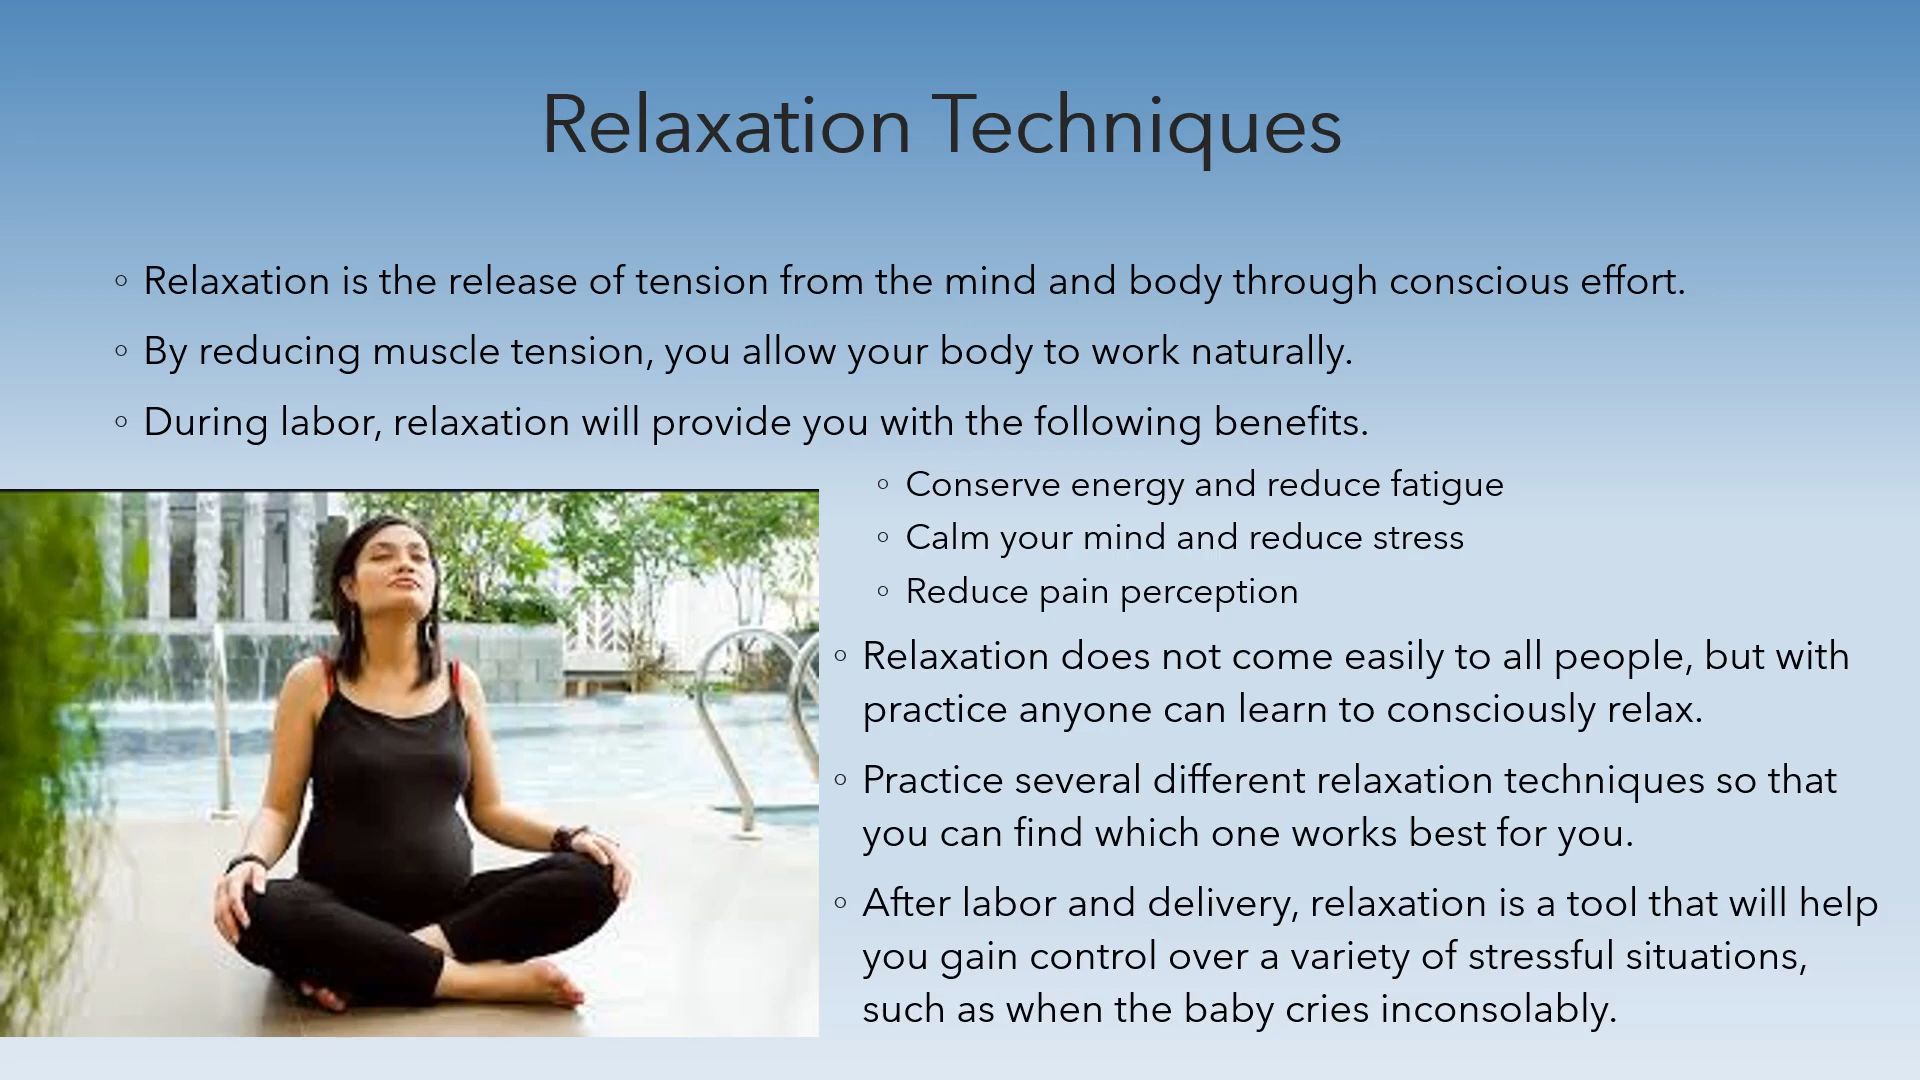 Relaxation Techniques
◦ Relaxation is the release of tension from the mind and body through conscious effort.
◦ By reducing muscle tension, you allow your body to work naturally.
◦ During labor, relaxation will provide you with the following benefits.
◦ Conserve energy and reduce fatigue
◦ Calm your mind and reduce stress
◦ Reduce pain perception
◦ Relaxation does not come easily to all people, but with
practice anyone can learn to consciously relax.
◦ Practice several different relaxation techniques so that
you can find which one works best for you.
◦ After labor and delivery, relaxation is a tool that will help
you gain control over a variety of stressful situations,
such as when the baby cries inconsolably.